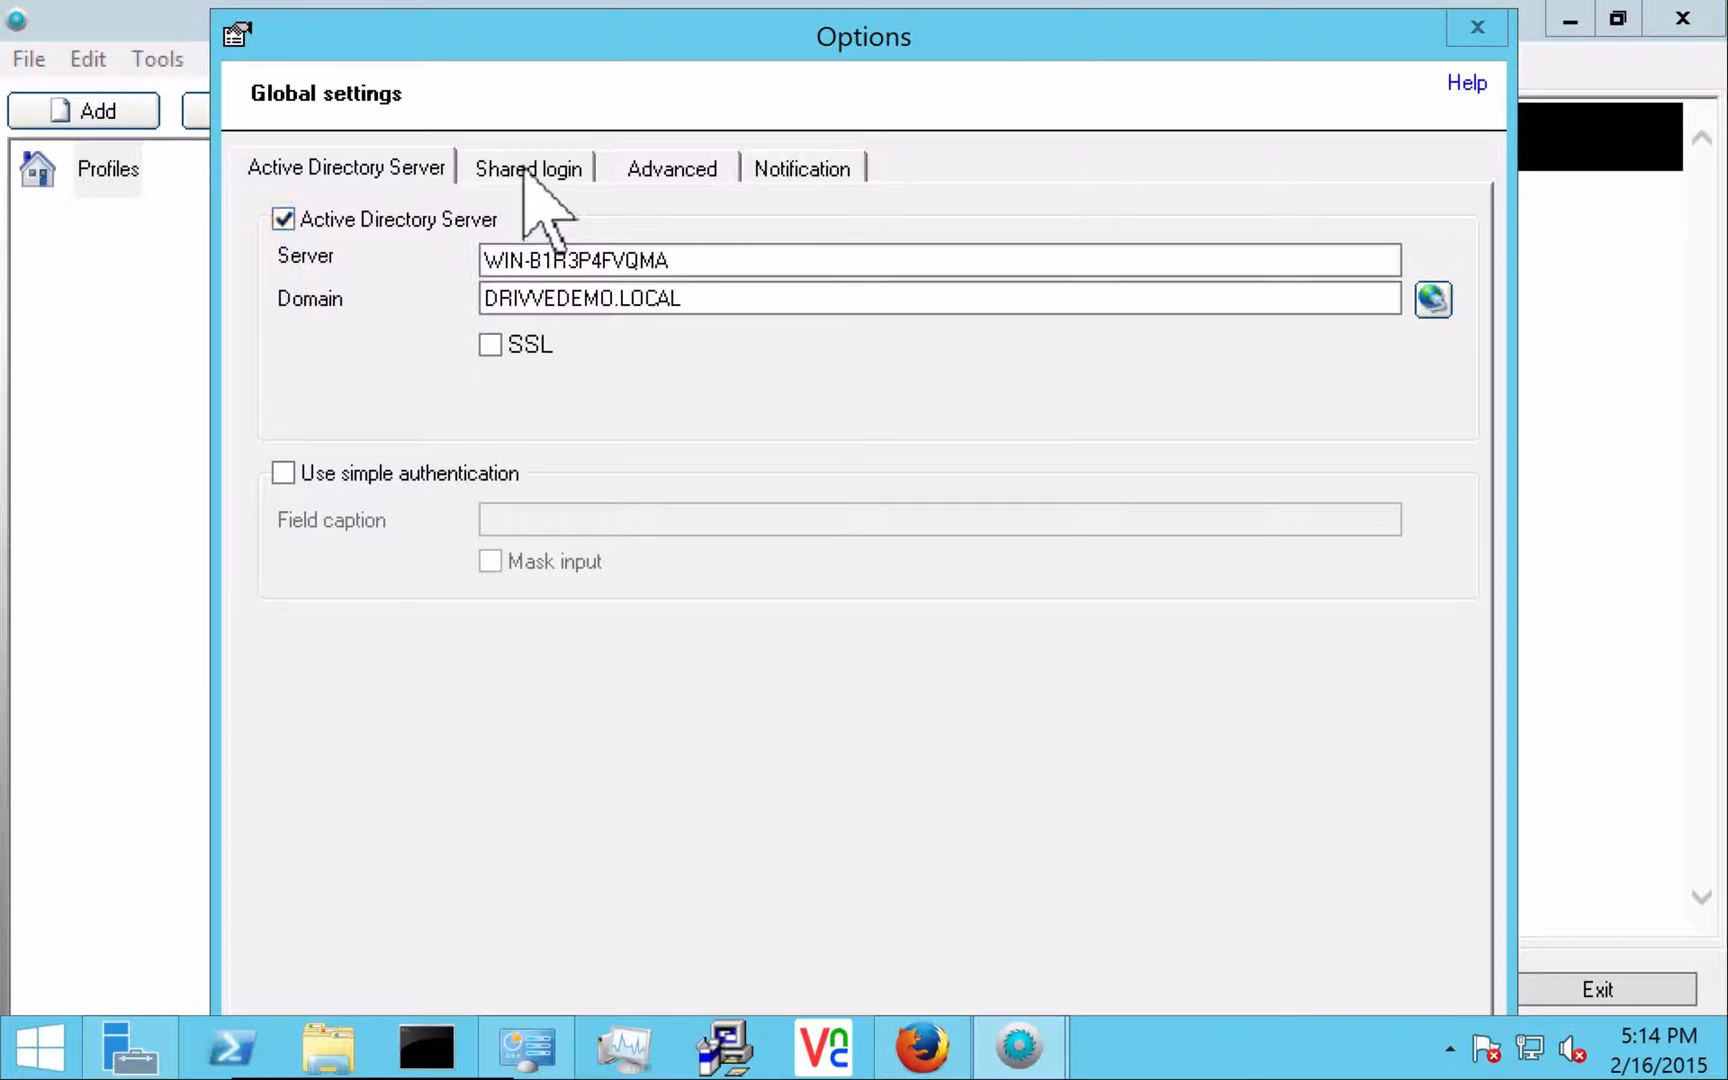 Options
x
File Edit Tools
Global settings
Help
Add
Profiles
Active Directory Server
Shared login
Advanced
Notification
Active Directory Server
Server
WIN-B1R3P4FVQMA
Domain
DRIVVEDEMO.LOCAL
SSL
Use simple authentication
Field caption
Mask input
Exit
5:14 PM
2/16/2015